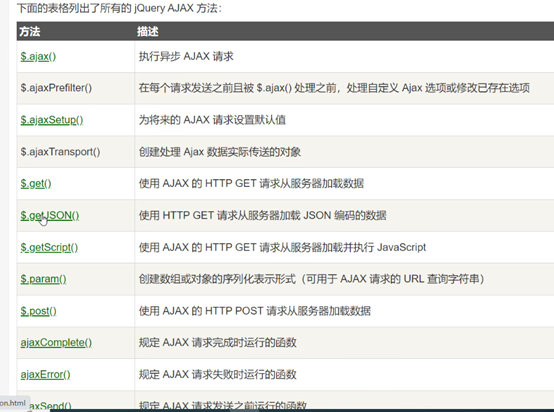 下面的表格列出了所有的 jQuery AJAX 方法：
方法 描述
$.ajax() 执行异步 AJAX 请求
$.ajaxPrefilter() 在每个请求发送之前且被 $.ajax() 处理之前，处理自定义 Ajax 选项或修改已存在选项
$.ajaxSetup() 为将来的 AJAX 请求设置默认值
$.ajaxTransport() 创建处理 Ajax 数据实际传送的对象
$.get() 使用 AJAX 的 HTTP GET 请求从服务器加载数据
$.getJSON() 使用 HTTP GET 请求从服务器加载 JSON 编码的数据
$.getScript() 使用 AJAX 的 HTTP GET 请求从服务器加载并执行 JavaScript
$.param() 创建数组或对象的序列化表示形式（可用于 AJAX 请求的 URL 查询字符串）
$.post() 使用 AJAX 的 HTTP POST 请求从服务器加载数据
ajaxComplete() 规定 AJAX 请求完成时运行的函数
ajaxError() 规定 AJAX 请求失败时运行的函数
on.html
axSend() 规定 AJAX 请求发送之前运行的函数